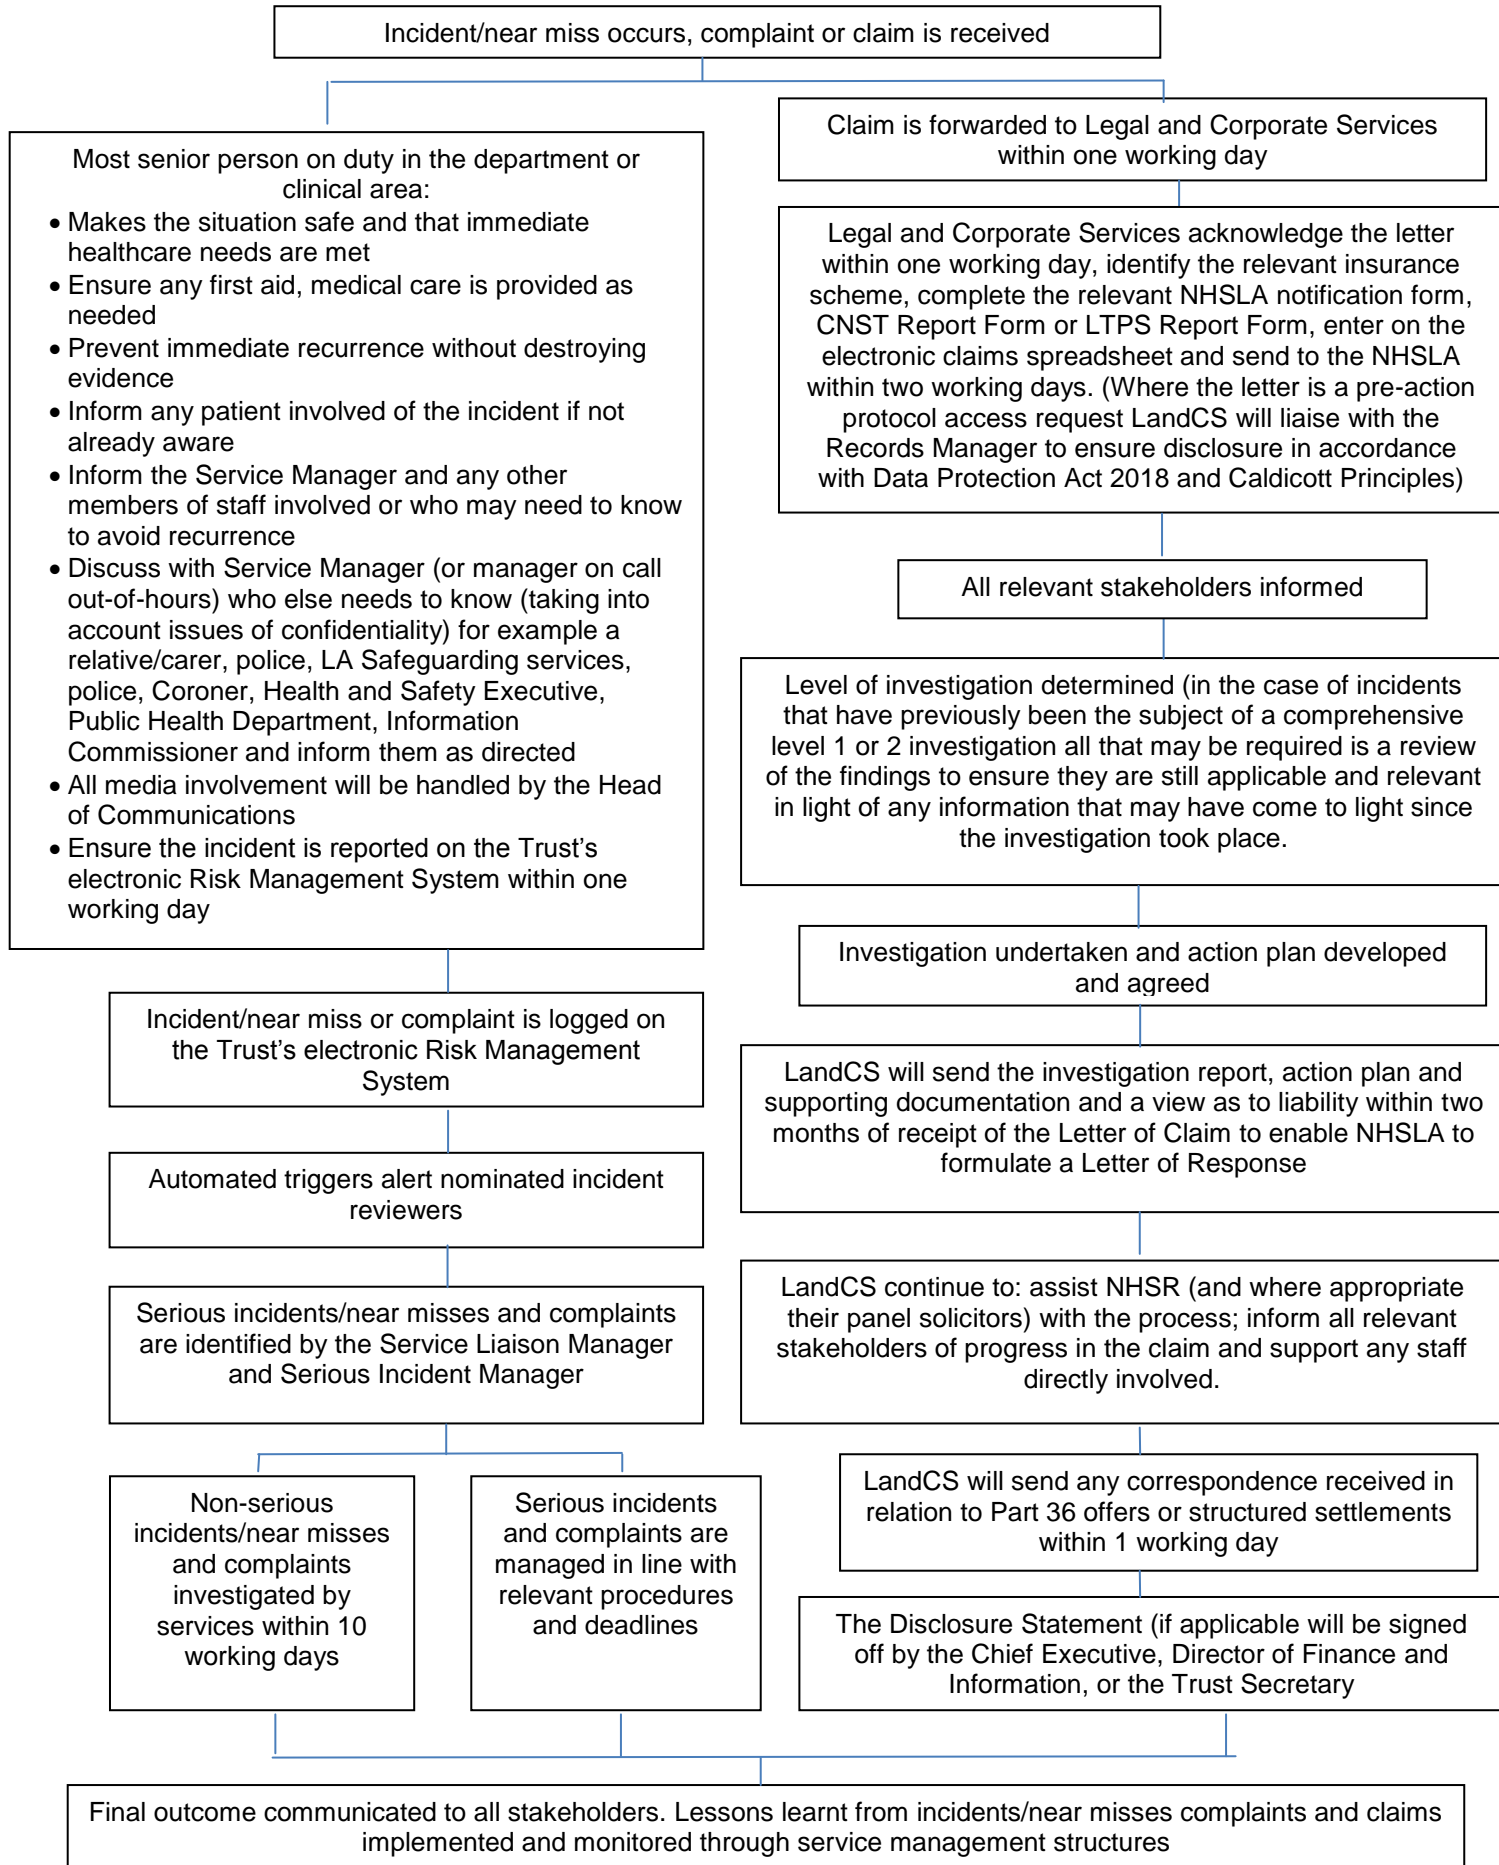 Incident/near miss occurs, complaint or claim is received
Most senior person on duty in the department or
clinical area:
• Makes the situation safe and that immediate
healthcare needs are met
• Ensure any first aid, medical care is provided as
needed
• Prevent immediate recurrence without destroying
evidence
• Inform any patient involved of the incident if not
already aware
• Inform the Service Manager and any other
members of staff involved or who may need to know
to avoid recurrence
• Discuss with Service Manager (or manager on call
out-of-hours) who else needs to know (taking into
account issues of confidentiality) for example a
relative/carer, police, LA Safeguarding services,
police, Coroner, Health and Safety Executive,
Public Health Department, Information
Commissioner and inform them as directed
• All media involvement will be handled by the Head
of Communications
• Ensure the incident is reported on the Trust’s
electronic Risk Management System within one
working day
Incident/near miss or complaint is logged on
the Trust’s electronic Risk Management
System
Automated triggers alert nominated incident
reviewers
Serious incidents/near misses and complaints
are identified by the Service Liaison Manager
and Serious Incident Manager
Non-serious
incidents/near misses
and complaints
investigated by
services within 10
working days
Serious incidents
and complaints are
managed in line with
relevant procedures
and deadlines
Claim is forwarded to Legal and Corporate Services
within one working day
Legal and Corporate Services acknowledge the letter
within one working day, identify the relevant insurance
scheme, complete the relevant NHSLA notification form,
CNST Report Form or LTPS Report Form, enter on the
electronic claims spreadsheet and send to the NHSLA
within two working days. (Where the letter is a pre-action
protocol access request LandCS will liaise with the
Records Manager to ensure disclosure in accordance
with Data Protection Act 2018 and Caldicott Principles)
All relevant stakeholders informed
Level of investigation determined (in the case of incidents
that have previously been the subject of a comprehensive
level 1 or 2 investigation all that may be required is a review
of the findings to ensure they are still applicable and relevant
in light of any information that may have come to light since
the investigation took place.
Investigation undertaken and action plan developed
and agreed
LandCS will send the investigation report, action plan and
supporting documentation and a view as to liability within two
months of receipt of the Letter of Claim to enable NHSLA to
formulate a Letter of Response
LandCS continue to: assist NHSR (and where appropriate
their panel solicitors) with the process; inform all relevant
stakeholders of progress in the claim and support any staff
directly involved.
LandCS will send any correspondence received in
relation to Part 36 offers or structured settlements
within 1 working day
The Disclosure Statement (if applicable will be signed
off by the Chief Executive, Director of Finance and
Information, or the Trust Secretary
Final outcome communicated to all stakeholders. Lessons learnt from incidents/near misses complaints and claims
implemented and monitored through service management structures